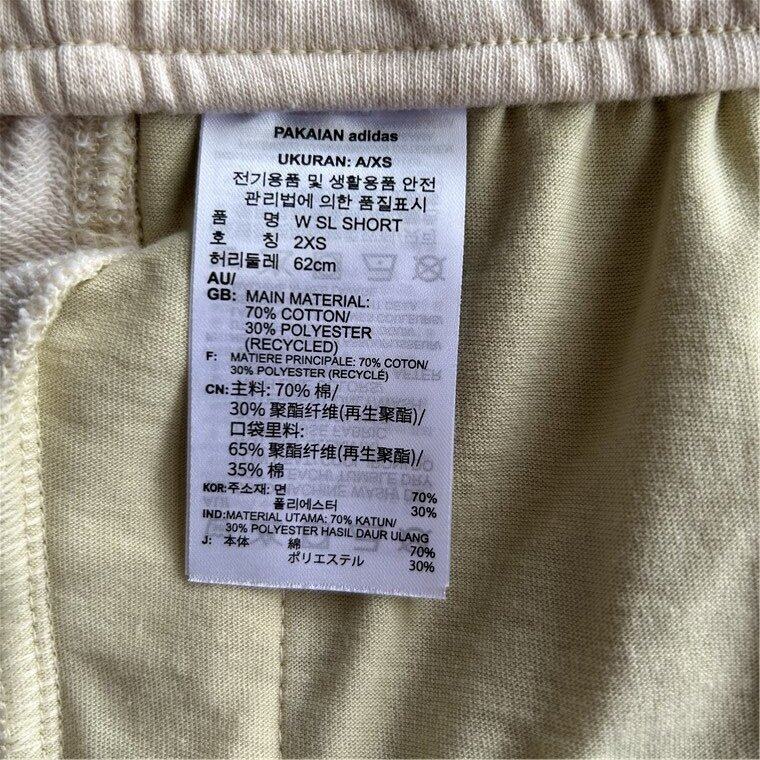 PAKAIAN adidas
UKURAN: A/XS
전기용품 및 생활용품 안전
관리법에 의한 품질표시
품 명 W SL SHORT
호 칭 2XS
허리둘레 62cm
AU/
GB: MAIN MATERIAL:
70% COTTON/
30% POLYESTER
(RECYCLED)
F: MATIERE PRINCIPALE: 70% COTON/
30% POLYESTER (RECYCLÉ)
CN: 主料: 70% 棉/
30% 聚酯纤维(再生聚酯)/
口袋里料:
65% 聚酯纤维(再生聚酯)/
35% 棉
KOR: 주소재: 면 70%
폴리에스터 30%
IND: MATERIAL UTAMA: 70% KATUN/
30% POLYESTER HASIL DAUR ULANG
J: 本体 綿 70%
ポリエステル 30%